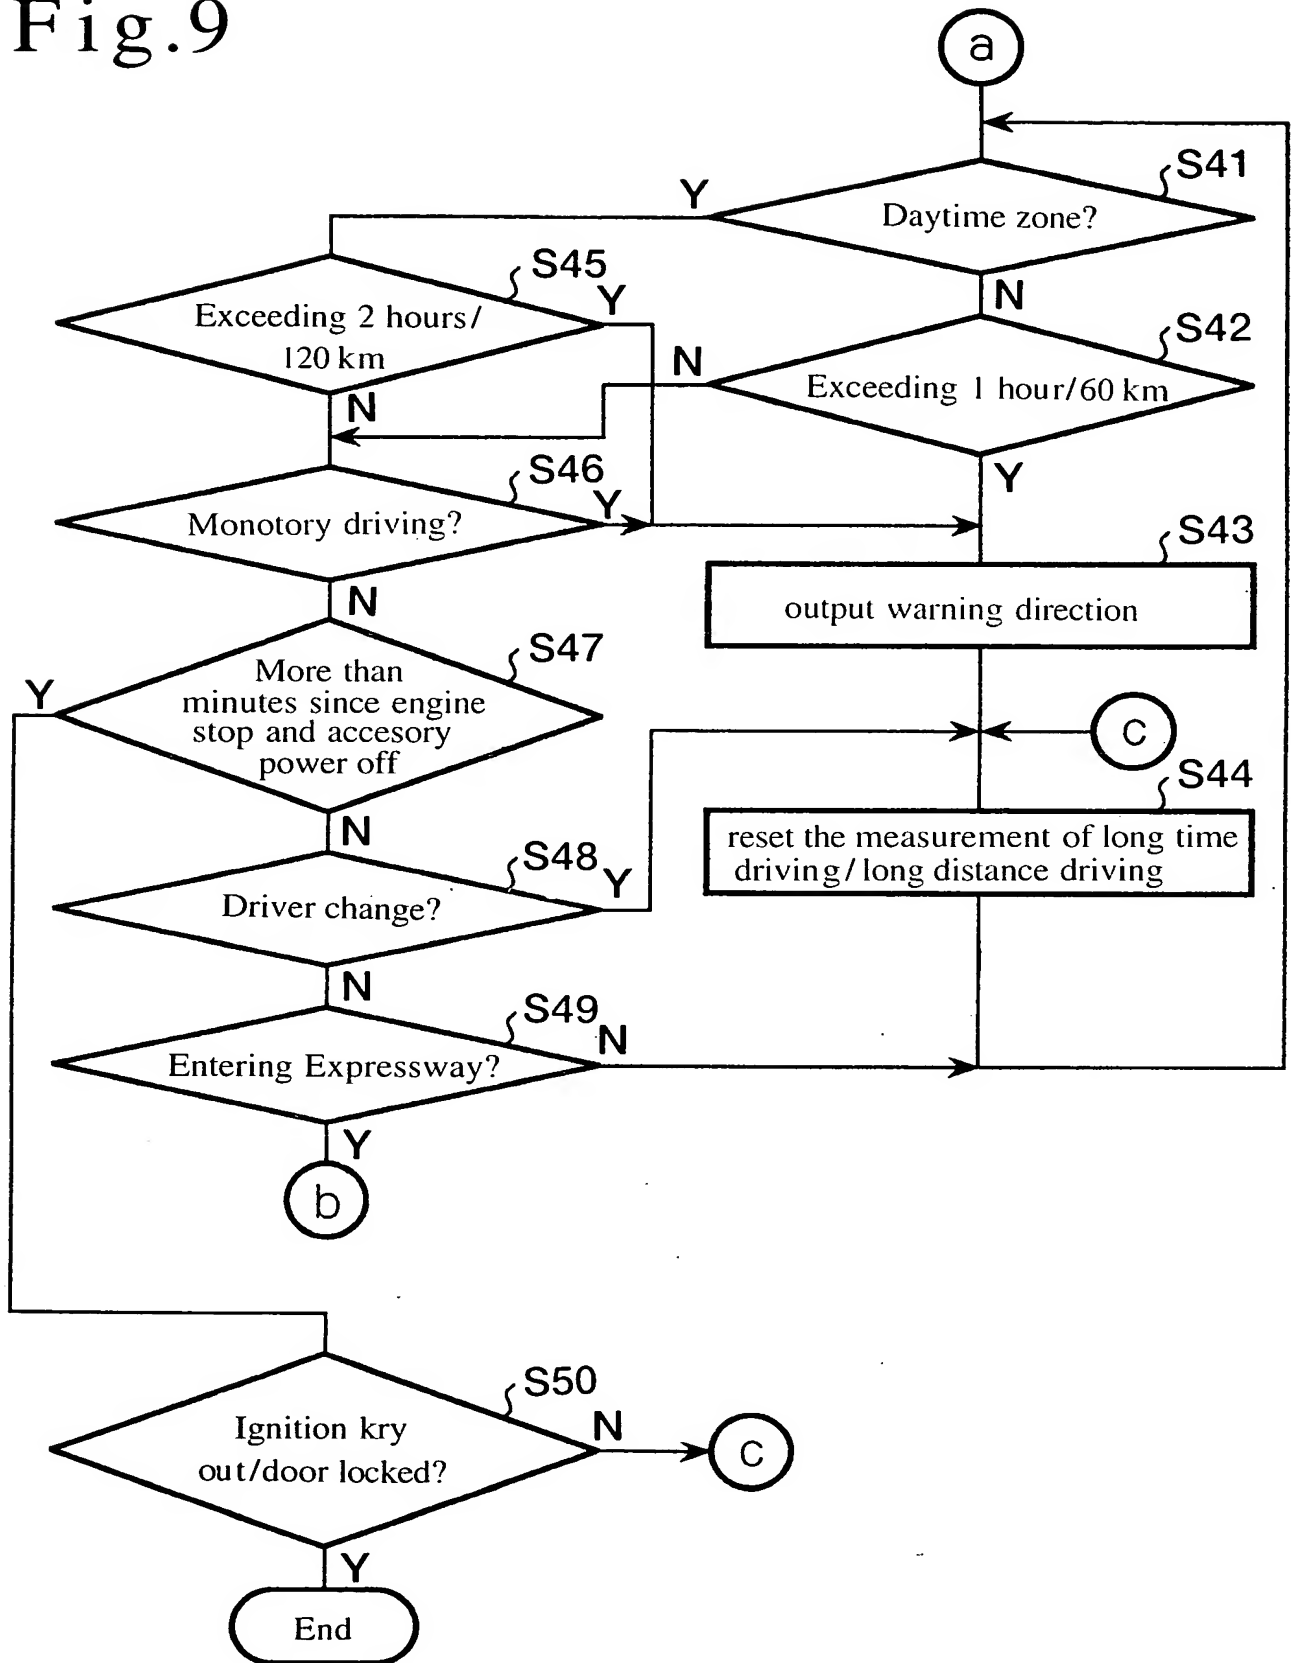 Fig.9
a
S41
Y
Daytime zone?
N
S45
Y
Exceeding 2 hours/
120 km
N
S42
N
Exceeding 1 hour/60 km
Y
S46
Y
Monotory driving?
N
S43
output warning direction
S47
Y
More than
minutes since engine
stop and accesory
power off
N
c
S44
reset the measurement of long time
driving/long distance driving
S48
Y
Driver change?
N
S49
N
Entering Expressway?
Y
b
S50
Ignition kry
out/door locked?
N
c
Y
End